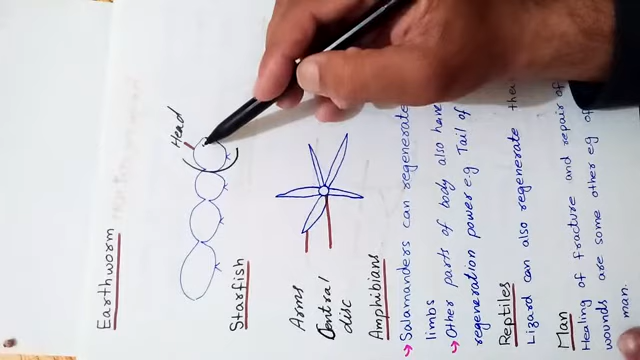 Earthworm
Head
Starfish
Arms
Central
disc
Amphibians
→ Salamanders can regenerate
limbs
→ Other parts of body also have
regeneration power e.g Tail of
Reptiles
Lizard can also regenerate
Man
Healing of fracture and repair of
wounds are some other eg of
man.